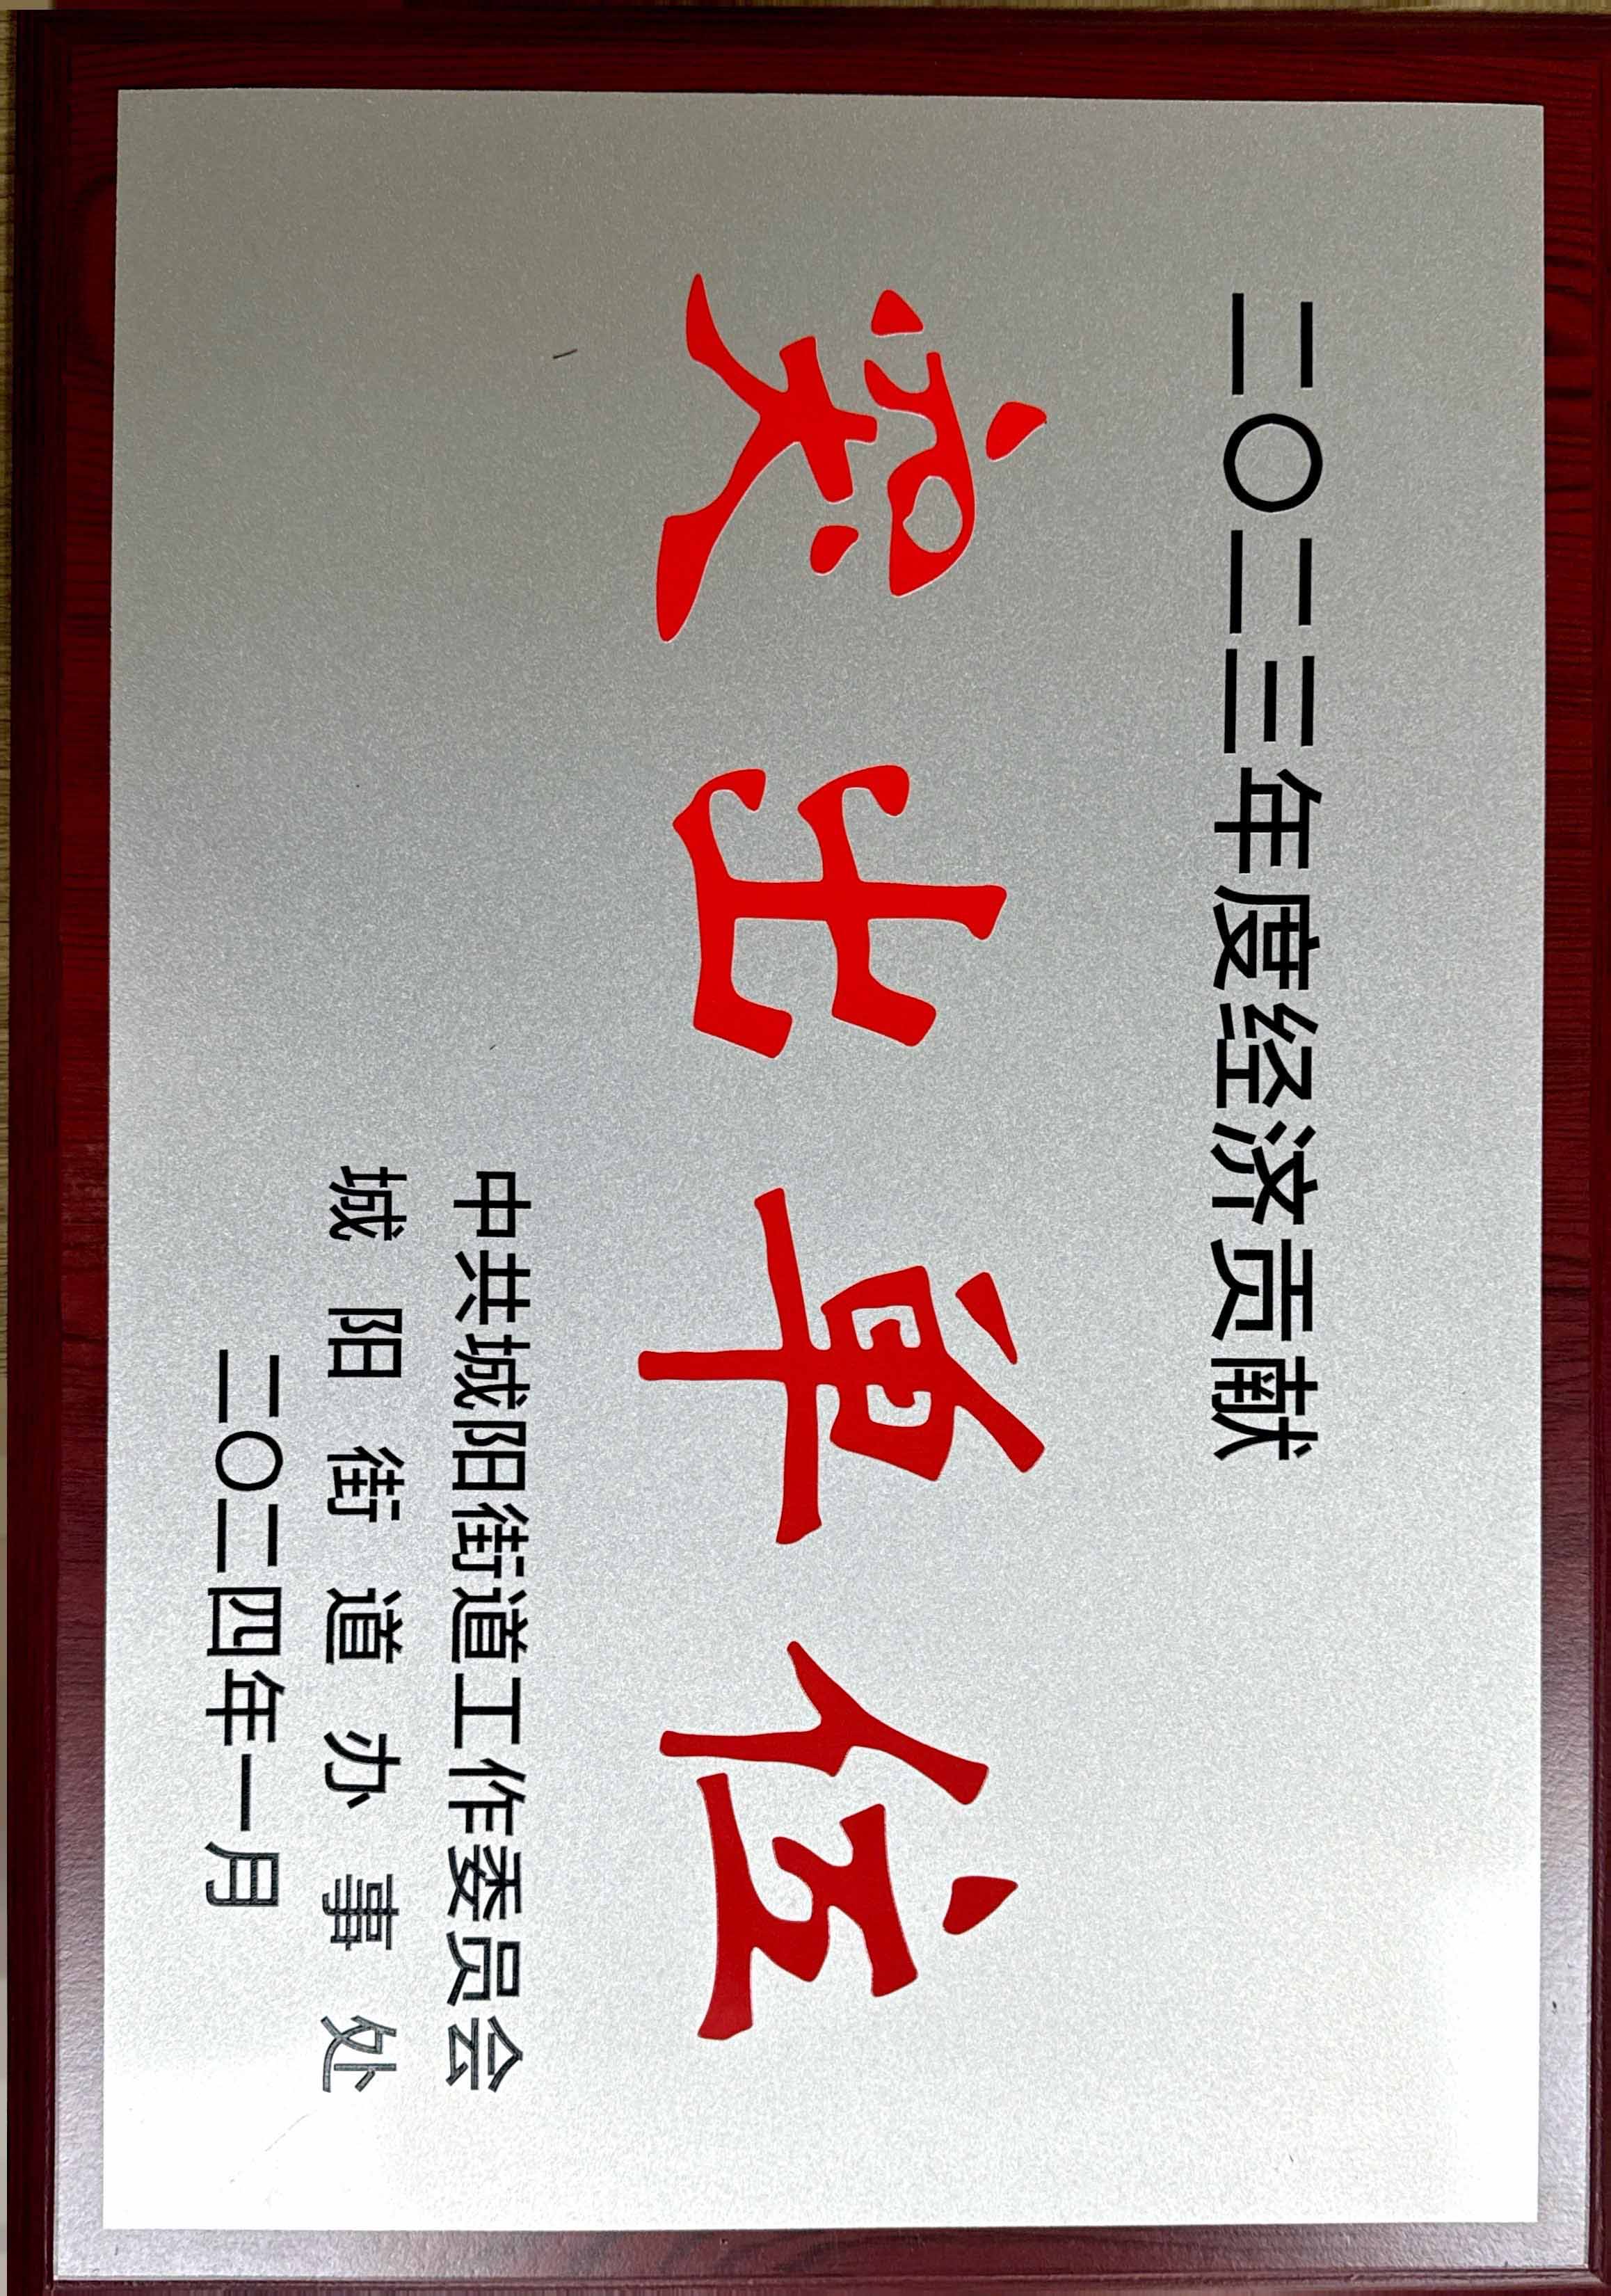 二〇二三年度经济贡献
突出单位
中共城阳街道工作委员会
城阳街道办事处
二〇二四年一月